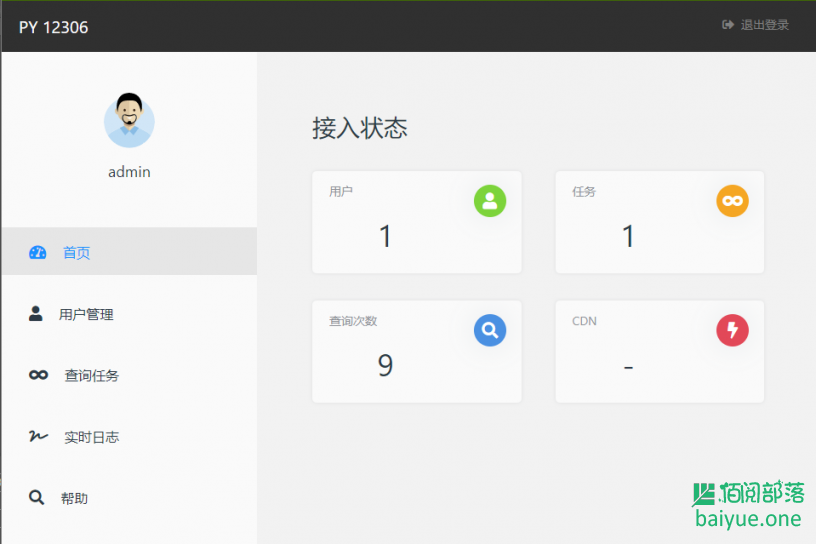 PY 12306
退出登录
admin
首页
用户管理
查询任务
实时日志
帮助
接入状态
用户
1
任务
1
查询次数
9
CDN
-
佰阅部落
baiyue.one